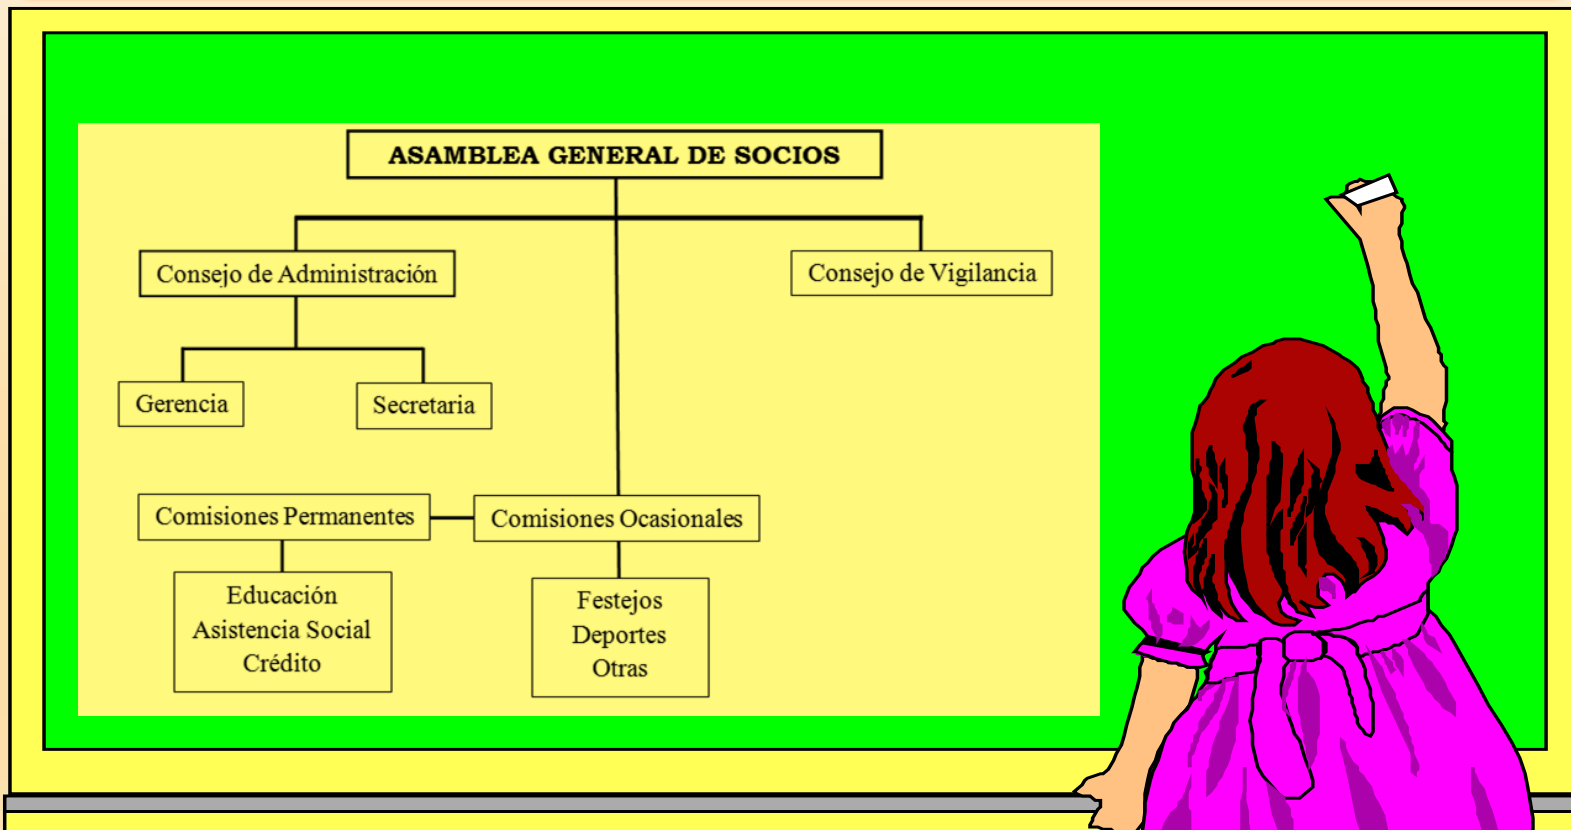 ASAMBLEA GENERAL DE SOCIOS
Consejo de Administración
Consejo de Vigilancia
Gerencia
Secretaria
Comisiones Permanentes
Comisiones Ocasionales
Educación
Asistencia Social
Crédito
Festejos
Deportes
Otras